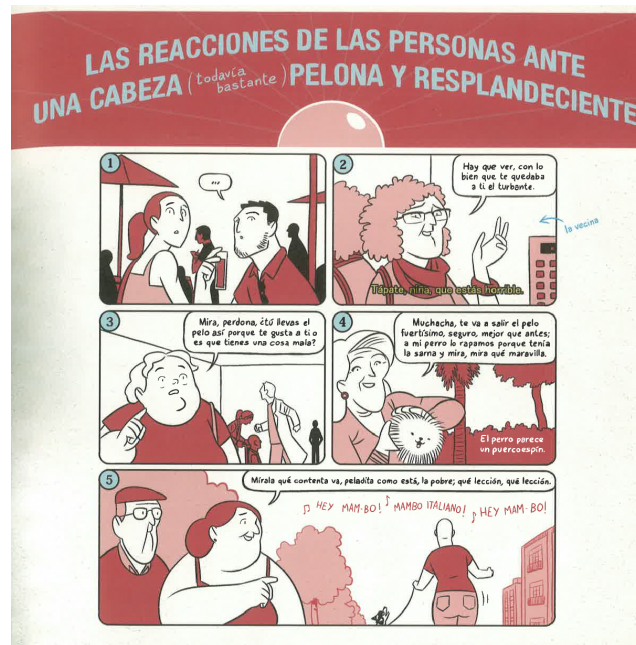 LAS REACCIONES DE LAS PERSONAS ANTE
UNA CABEZA (todavía bastante) PELONA Y RESPLANDECIENTE
1
...
2
Hay que ver, con lo
bien que te quedaba
a ti el turbante.
la vecina
Tápate, niña, que estás horrible.
3
Mira, perdona, ¿tú llevas el
pelo así porque te gusta a ti o
es que tienes una cosa mala?
4
Muchacha, te va a salir el pelo
fuertísimo, seguro, mejor que antes;
a mi perro lo rapamos porque tenía
la sarna y mira, mira qué maravilla.
El perro parece
un puercoespín.
5
Mírala qué contenta va, peladita como está, la pobre; qué lección, qué lección.
♫ HEY MAM-BO! ♪ MAMBO ITALIANO! ♪ HEY MAM-BO!